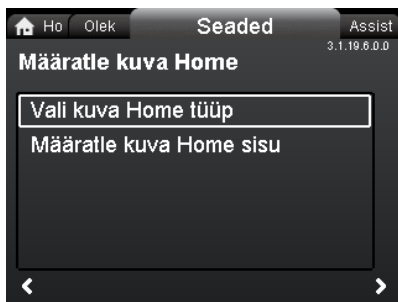 Ho Olek Seaded Assist
3.1.19.6.0.0
Määratle kuva Home
Vali kuva Home tüüp
Määratle kuva Home sisu